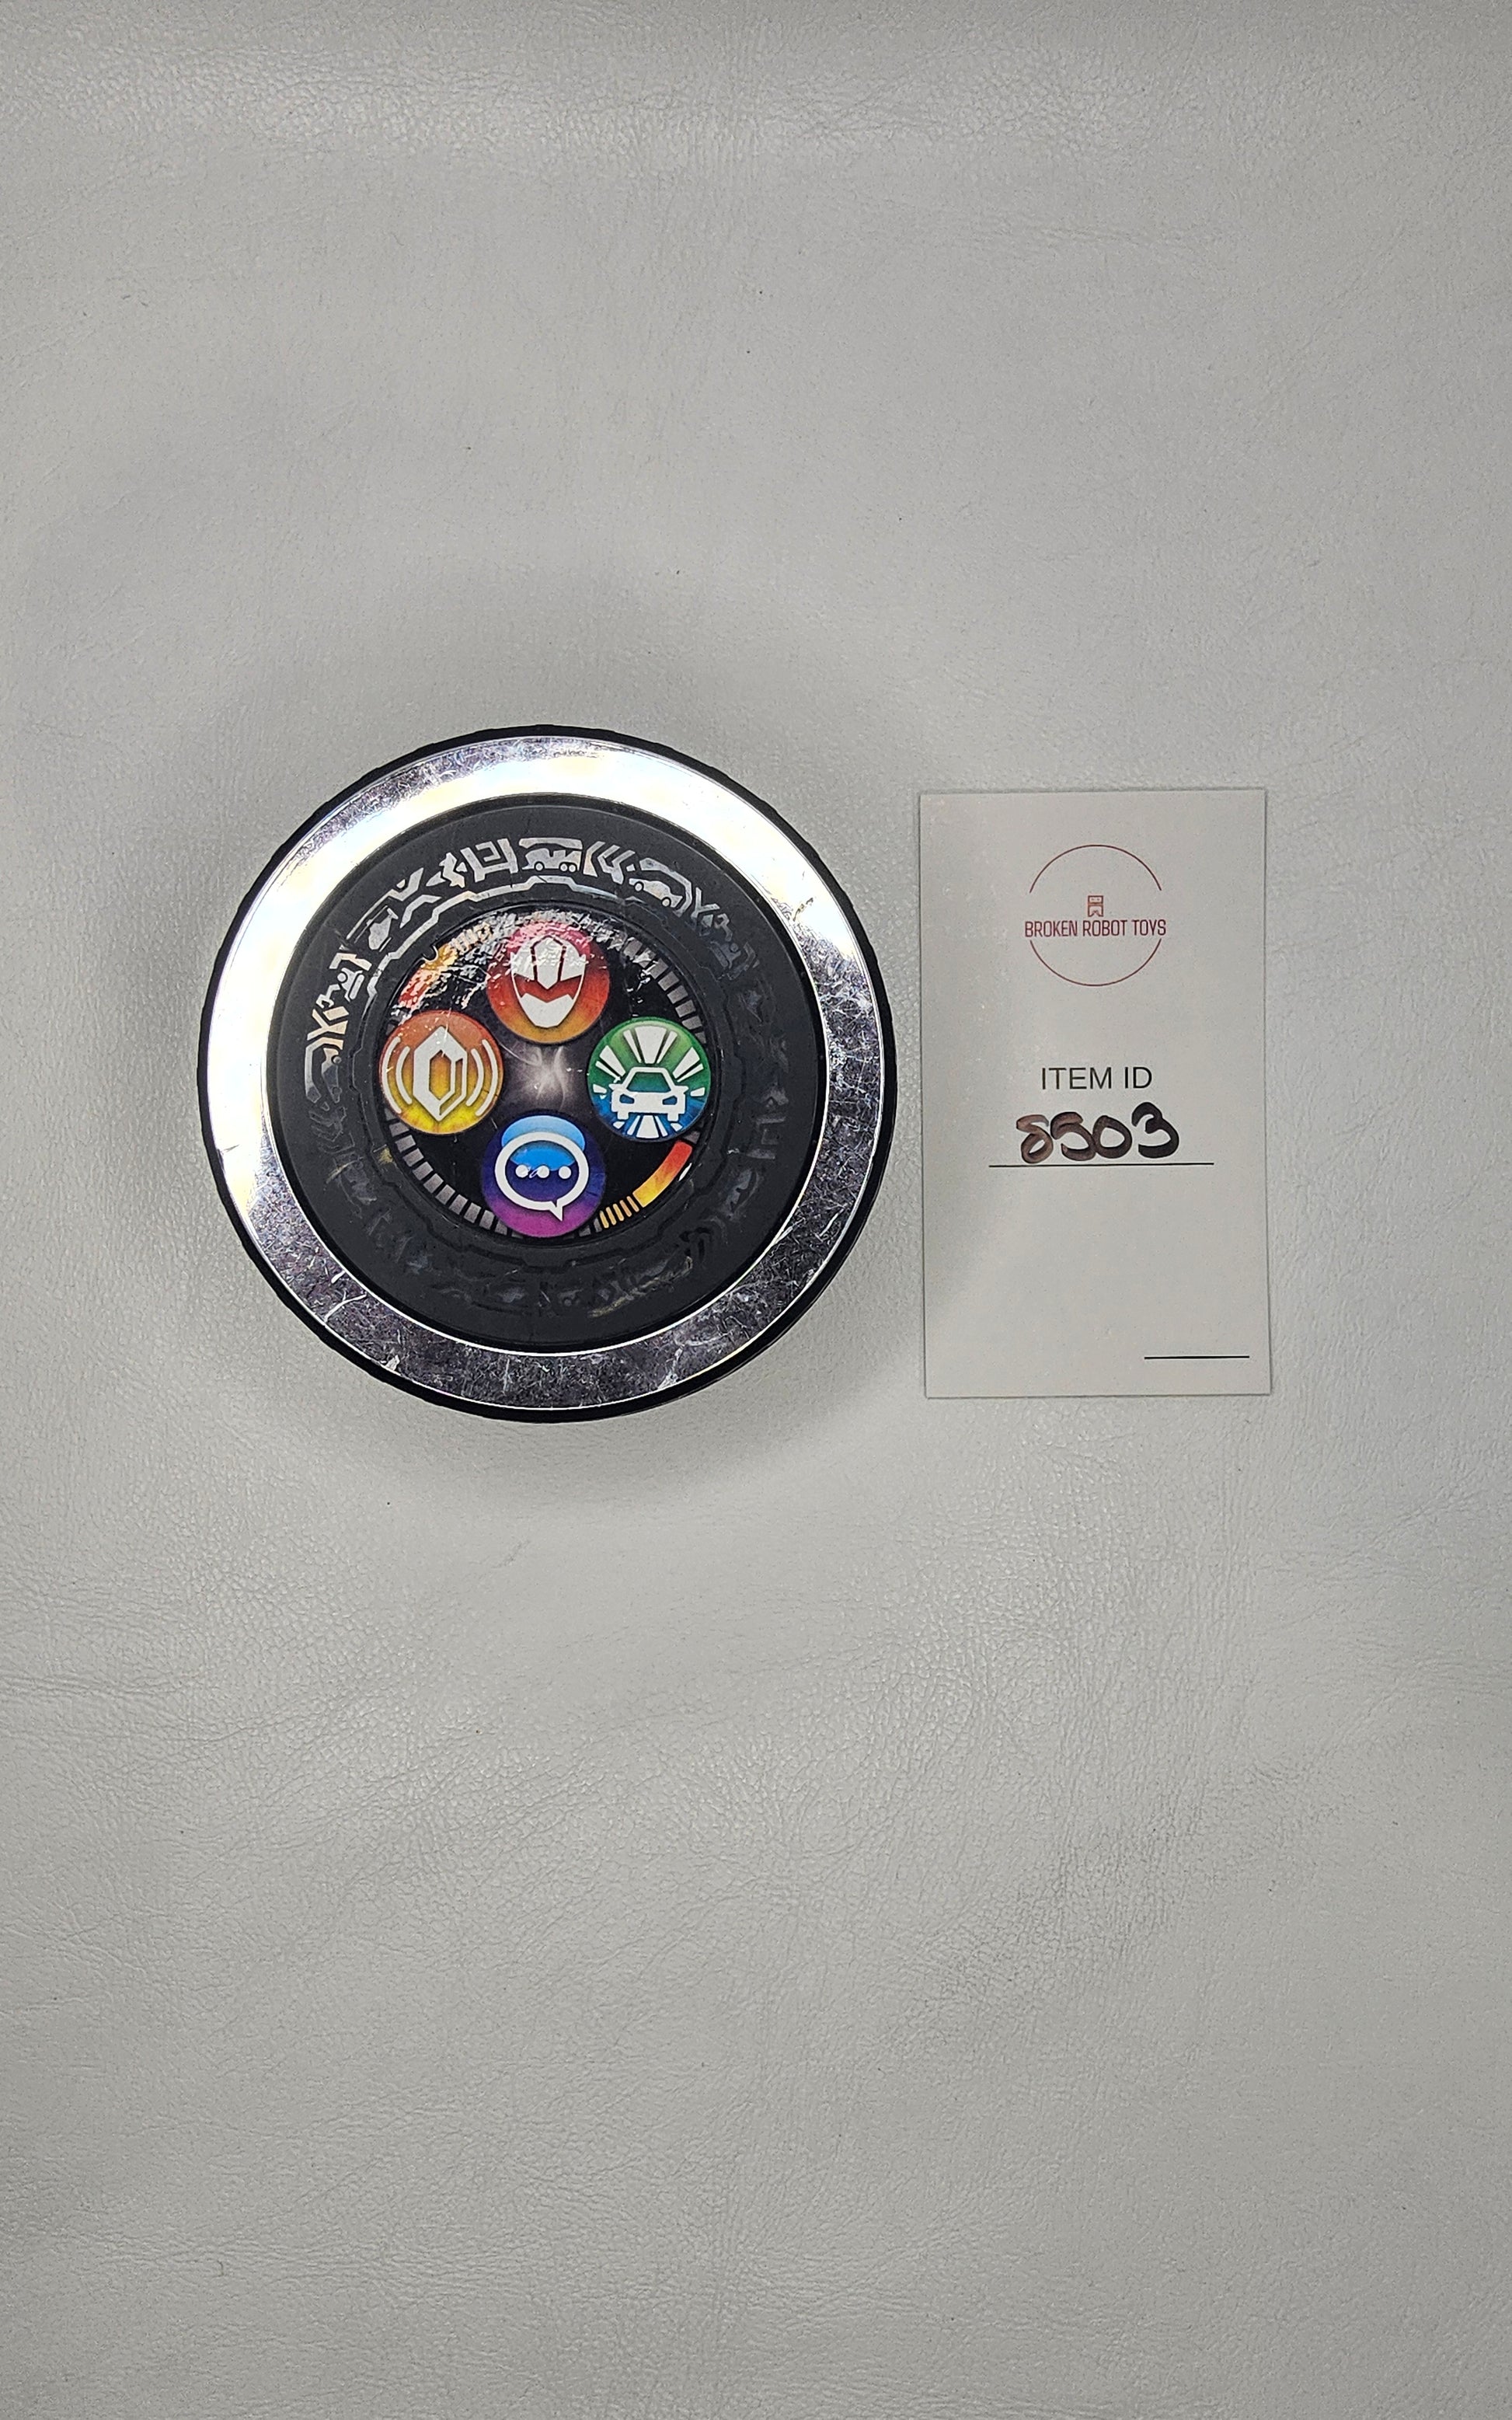 BROKEN ROBOT TOYS
ITEM ID
8503